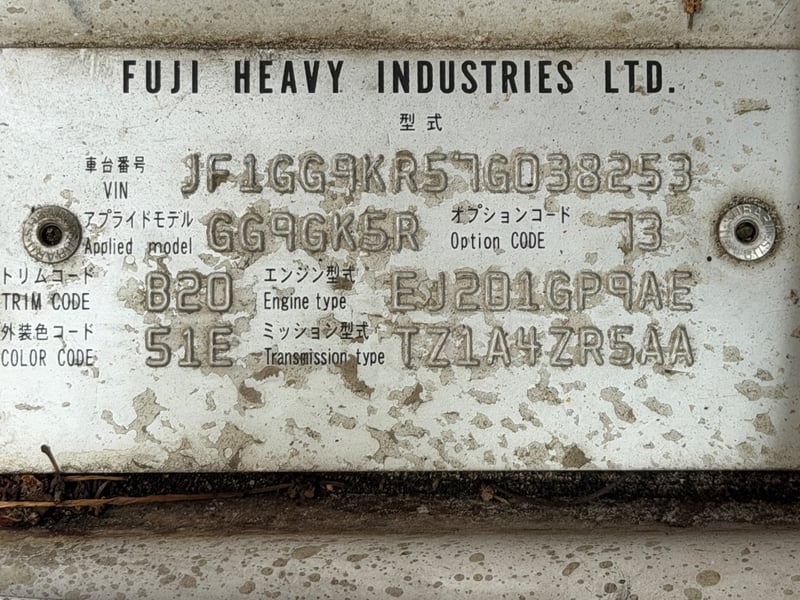 FUJI HEAVY INDUSTRIES LTD.
型式
車台番号 VIN JF1GG9KR57G038253
アプライドモデル Applied model GG9GK5R オプションコード Option CODE 73
トリムコード TRIM CODE B20 エンジン型式 Engine type EJ201GP9AE
外装色コード COLOR CODE 51E ミッション型式 Transmission type TZ1A4ZR5AA